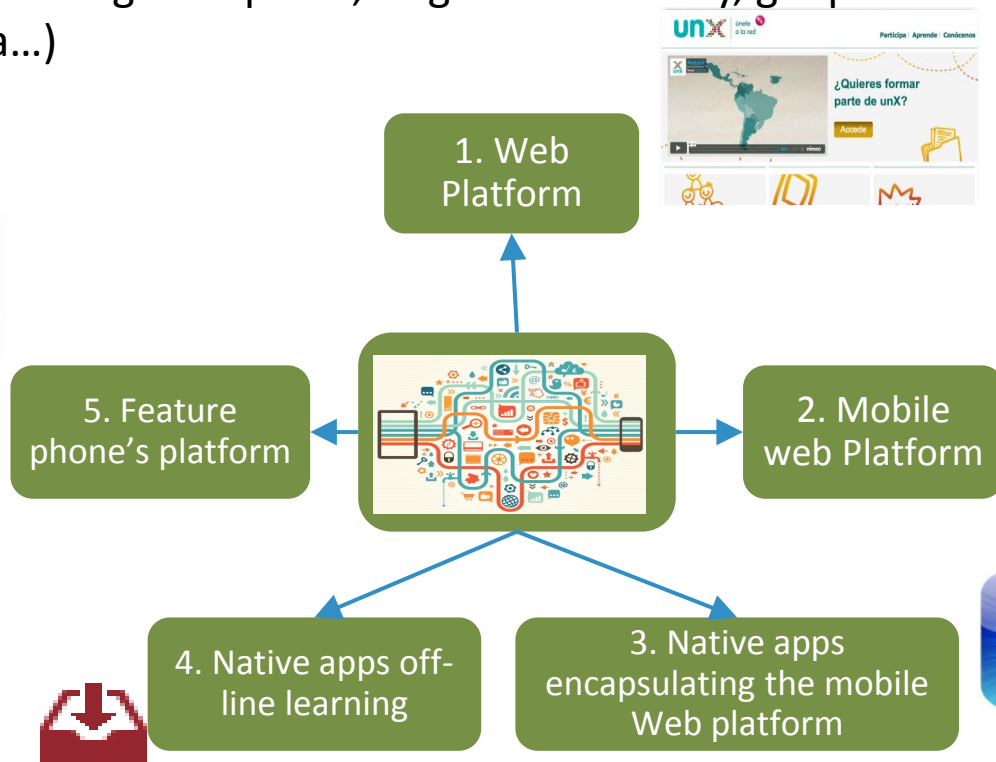 a…)
unX únete
a la red
Participa | Aprende | Conócenos
¿Quieres formar
parte de unX?
Accede
vimeo
1. Web
Platform
5. Feature
phone’s platform
2. Mobile
web Platform
4. Native apps off-
line learning
3. Native apps
encapsulating the mobile
Web platform